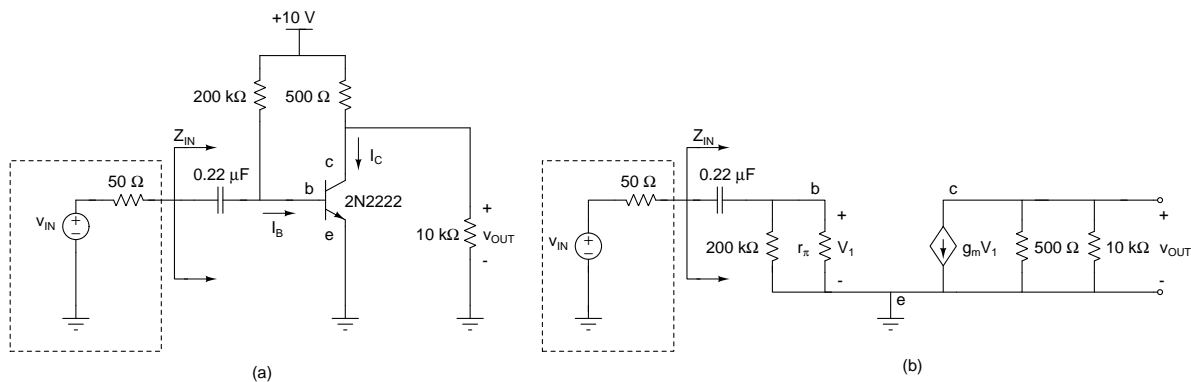 +10 V
200 kΩ
500 Ω
Z_IN
c
I_C
50 Ω
0.22 μF
b
2N2222
v_IN
+
-
I_B
e
10 kΩ
+
v_OUT
-
(a)
Z_IN
50 Ω
0.22 μF
b
c
v_IN
+
-
200 kΩ
r_π
+
V_1
-
g_mV_1
500 Ω
10 kΩ
+
v_OUT
-
e
(b)